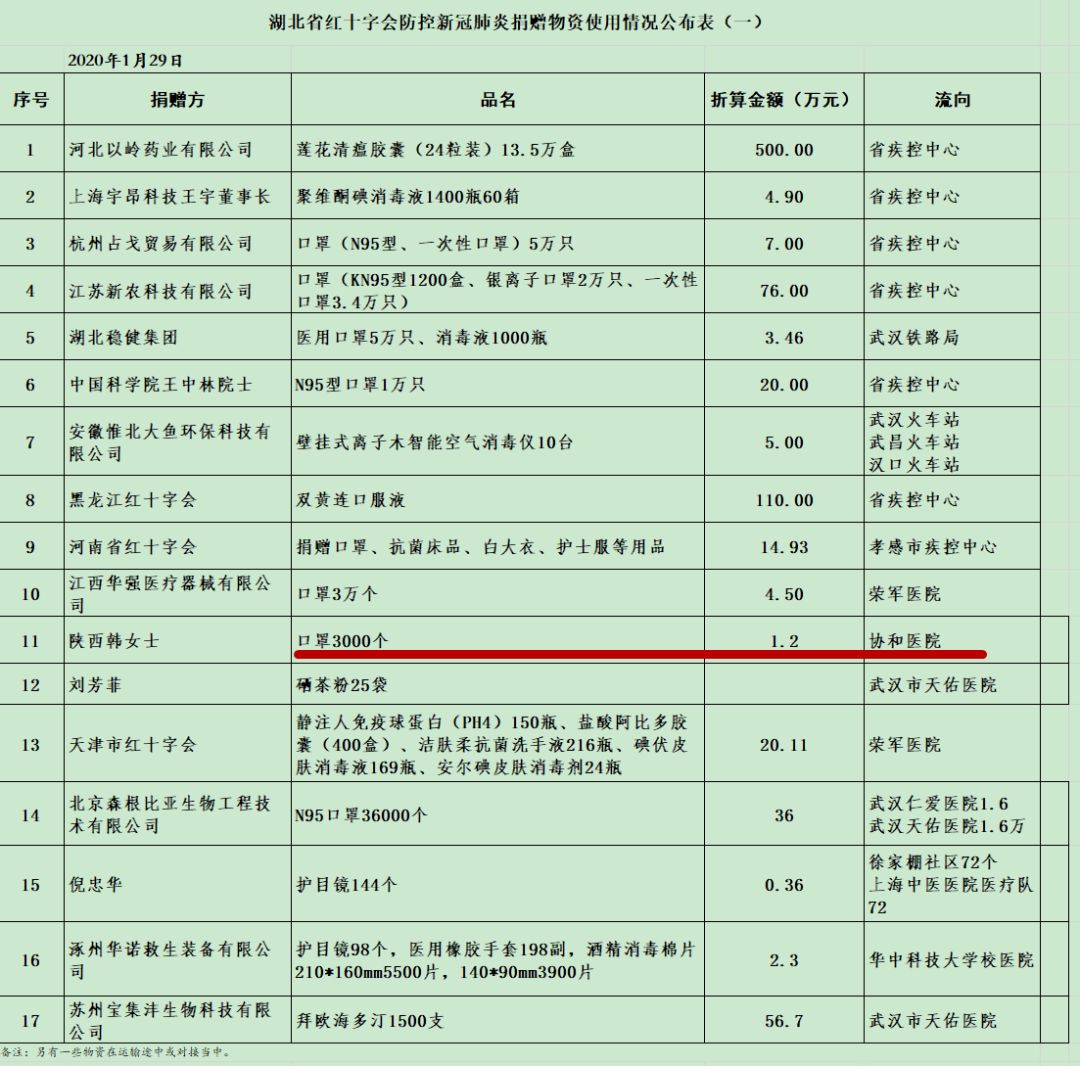 湖北省红十字会防控新冠肺炎捐赠物资使用情况公布表（一）
2020年1月29日
序号 捐赠方 品名 折算金额（万元） 流向
1 河北以岭药业有限公司 莲花清瘟胶囊（24粒装）13.5万盒 500.00 省疾控中心
2 上海宇昂科技王宇董事长 聚维酮碘消毒液1400瓶60箱 4.90 省疾控中心
3 杭州占戈贸易有限公司 口罩（N95型、一次性口罩）5万只 7.00 省疾控中心
4 江苏新农科技有限公司 口罩（KN95型1200盒、银离子口罩2万只、一次性
口罩3.4万只） 76.00 省疾控中心
5 湖北稳健集团 医用口罩5万只、消毒液1000瓶 3.46 武汉铁路局
6 中国科学院王中林院士 N95型口罩1万只 20.00 省疾控中心
7 安徽惟北大鱼环保科技有
限公司 壁挂式离子木智能空气消毒仪10台 5.00 武汉火车站
武昌火车站
汉口火车站
8 黑龙江红十字会 双黄连口服液 110.00 省疾控中心
9 河南省红十字会 捐赠口罩、抗菌床品、白大衣、护士服等用品 14.93 孝感市疾控中心
10 江西华强医疗器械有限公
司 口罩3万个 4.50 荣军医院
11 陕西韩女士 口罩3000个 1.2 协和医院
12 刘芳菲 硒茶粉25袋 武汉市天佑医院
13 天津市红十字会 静注人免疫球蛋白（PH4）150瓶、盐酸阿比多胶
囊（400盒）、洁肤柔抗菌洗手液216瓶、碘伏皮
肤消毒液169瓶、安尔碘皮肤消毒剂24瓶 20.11 荣军医院
14 北京森根比亚生物工程技
术有限公司 N95口罩36000个 36 武汉仁爱医院1.6
武汉天佑医院1.6万
15 倪忠华 护目镜144个 0.36 徐家棚社区72个
上海中医医院医疗队
72
16 涿州华诺救生装备有限公
司 护目镜98个，医用橡胶手套198副，酒精消毒棉片
210*160mm5500片，140*90mm3900片 2.3 华中科技大学校医院
17 苏州宝集沣生物科技有限
公司 拜欧海多汀1500支 56.7 武汉市天佑医院
备注：另有一些物资在运输途中或对接当中。